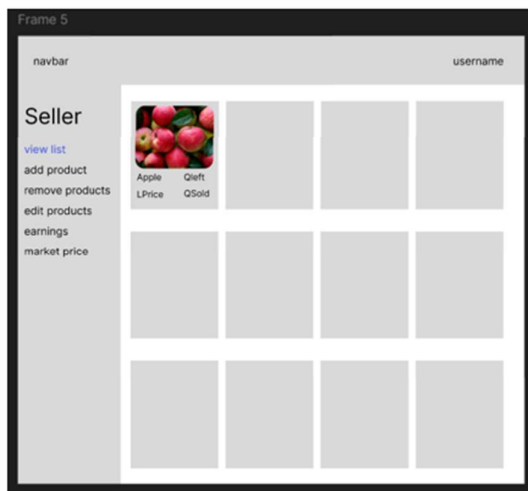 Frame 5
navbar
username
Seller
view list
add product
remove products
edit products
earnings
market price
Apple Qleft
LPrice QSold